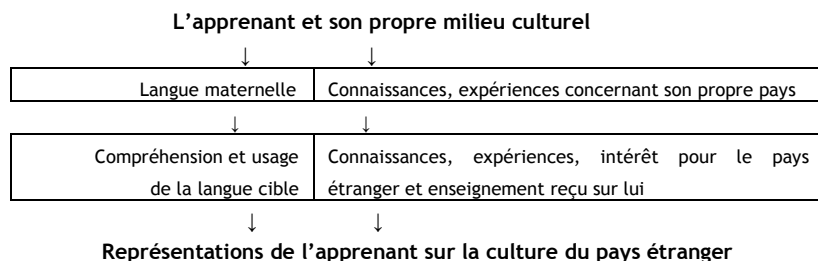 L’apprenant et son propre milieu culturel
↓ ↓
Langue maternelle Connaissances, expériences concernant son propre pays
↓ ↓
Compréhension et usage Connaissances, expériences, intérêt pour le pays
de la langue cible étranger et enseignement reçu sur lui
↓ ↓
Représentations de l’apprenant sur la culture du pays étranger